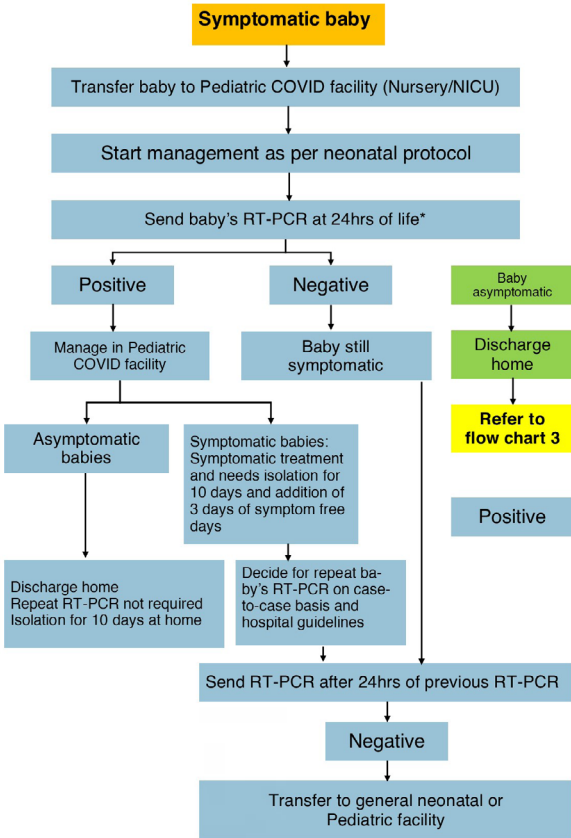 Symptomatic baby
Transfer baby to Pediatric COVID facility (Nursery/NICU)
Start management as per neonatal protocol
Send baby's RT-PCR at 24hrs of life*
Positive
Negative
Baby
asymptomatic
Manage in Pediatric
COVID facility
Baby still
symptomatic
Discharge
home
Refer to
flow chart 3
Asymptomatic
babies
Symptomatic babies:
Symptomatic treatment
and needs isolation for
10 days and addition of
3 days of symptom free
days
Positive
Discharge home
Repeat RT-PCR not required
Isolation for 10 days at home
Decide for repeat ba-
by's RT-PCR on case-
to-case basis and
hospital guidelines
Send RT-PCR after 24hrs of previous RT-PCR
Negative
Transfer to general neonatal or
Pediatric facility